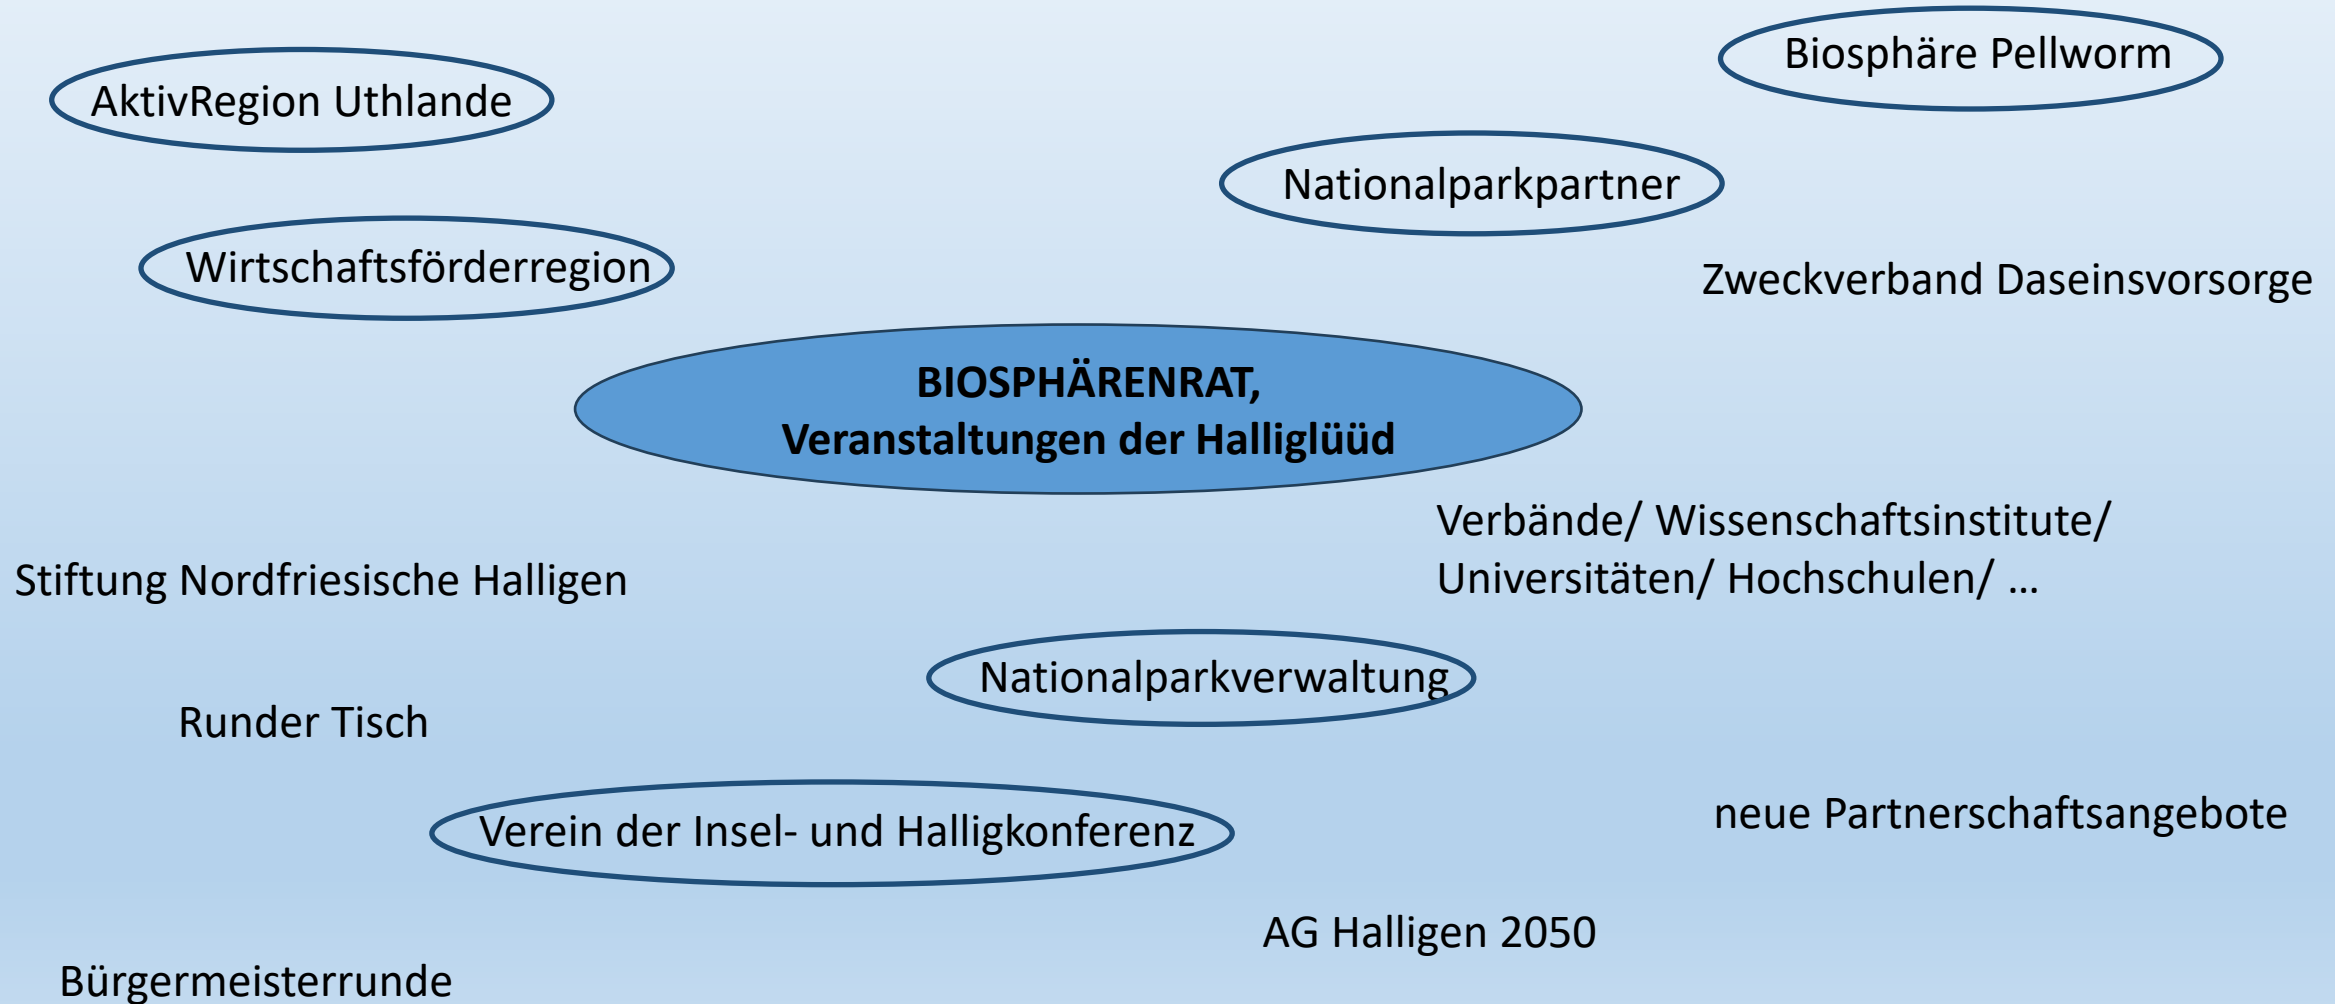 Biosphäre Pellworm
AktivRegion Uthlande
Nationalparkpartner
Wirtschaftsförderregion
Zweckverband Daseinsvorsorge
BIOSPHÄRENRAT,
Veranstaltungen der Halliglüüd
Verbände/ Wissenschaftsinstitute/
Universitäten/ Hochschulen/ ...
Stiftung Nordfriesische Halligen
Nationalparkverwaltung
Runder Tisch
neue Partnerschaftsangebote
Verein der Insel- und Halligkonferenz
AG Halligen 2050
Bürgermeisterrunde